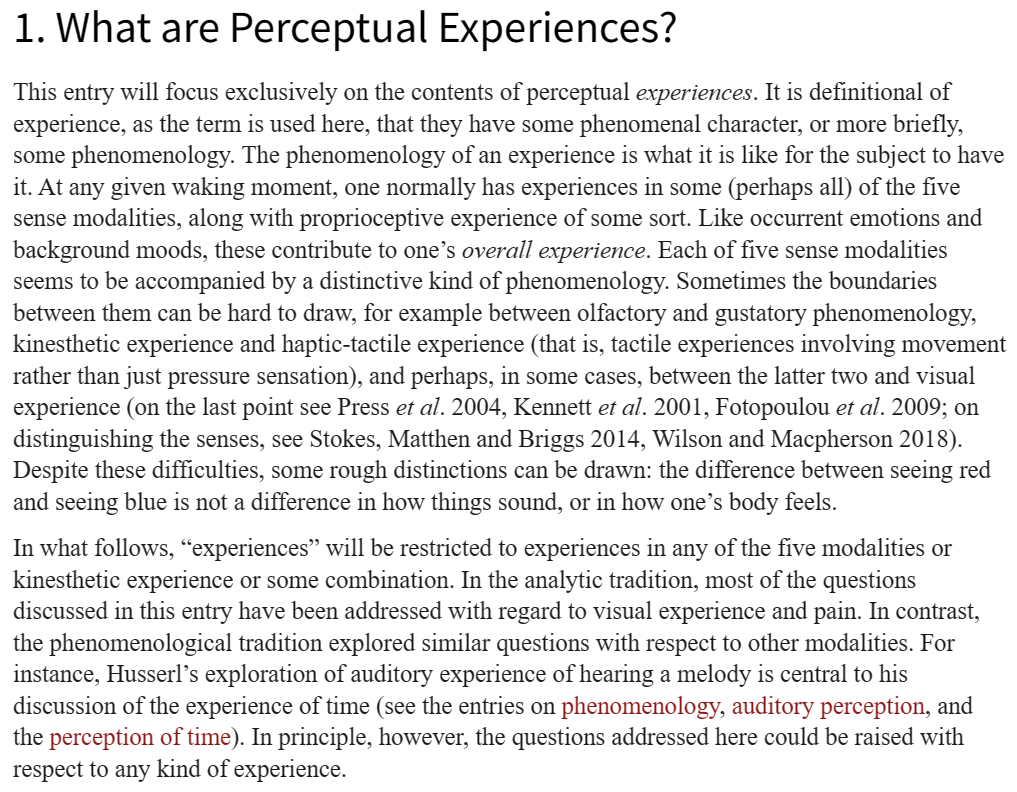 1. What are Perceptual Experiences?
This entry will focus exclusively on the contents of perceptual experiences. It is definitional of
experience, as the term is used here, that they have some phenomenal character, or more briefly,
some phenomenology. The phenomenology of an experience is what it is like for the subject to have
it. At any given waking moment, one normally has experiences in some (perhaps all) of the five
sense modalities, along with proprioceptive experience of some sort. Like occurrent emotions and
background moods, these contribute to one’s overall experience. Each of five sense modalities
seems to be accompanied by a distinctive kind of phenomenology. Sometimes the boundaries
between them can be hard to draw, for example between olfactory and gustatory phenomenology,
kinesthetic experience and haptic-tactile experience (that is, tactile experiences involving movement
rather than just pressure sensation), and perhaps, in some cases, between the latter two and visual
experience (on the last point see Press et al. 2004, Kennett et al. 2001, Fotopoulou et al. 2009; on
distinguishing the senses, see Stokes, Matthen and Briggs 2014, Wilson and Macpherson 2018).
Despite these difficulties, some rough distinctions can be drawn: the difference between seeing red
and seeing blue is not a difference in how things sound, or in how one’s body feels.
In what follows, “experiences” will be restricted to experiences in any of the five modalities or
kinesthetic experience or some combination. In the analytic tradition, most of the questions
discussed in this entry have been addressed with regard to visual experience and pain. In contrast,
the phenomenological tradition explored similar questions with respect to other modalities. For
instance, Husserl’s exploration of auditory experience of hearing a melody is central to his
discussion of the experience of time (see the entries on phenomenology, auditory perception, and
the perception of time). In principle, however, the questions addressed here could be raised with
respect to any kind of experience.